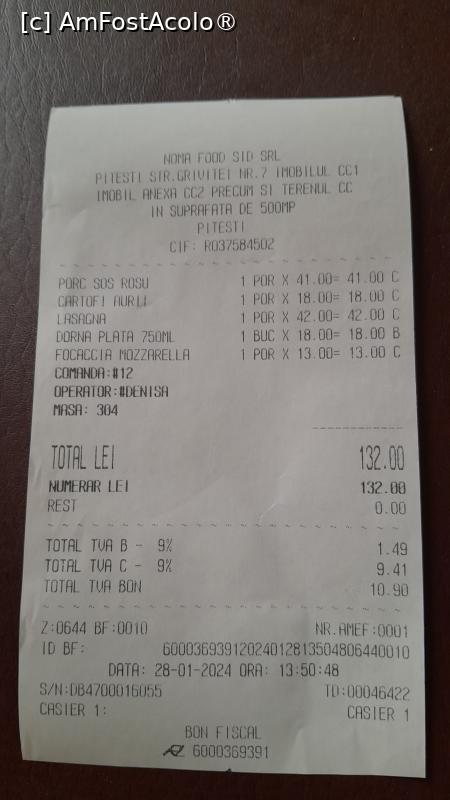 [c] AmFostAcolo®
NOMA FOOD SID SRL
PITESTI STR.GRIVITEI NR.7 IMOBILUL CC1
IMOBIL ANEXA CC2 PRECUM SI TERENUL CC
IN SUPRAFATA DE 500MP
PITESTI
CIF: RO37584502
PORC SOS ROSU 1 POR X 41.00= 41.00 C
CARTOFI AURII 1 POR X 18.00= 18.00 C
LASAGNA 1 POR X 42.00= 42.00 C
DORNA PLATA 750ML 1 BUC X 18.00= 18.00 B
FOCACCIA MOZZARELLA 1 POR X 13.00= 13.00 C
COMANDA:#12
OPERATOR:#DENISA
MASA: 304
TOTAL LEI 132.00
NUMERAR LEI 132.00
REST 0.00
TOTAL TVA B - 9% 1.49
TOTAL TVA C - 9% 9.41
TOTAL TVA BON 10.90
Z:0644 BF:0010 NR.AMEF:0001
ID BF: 60003693912024012813504806440010
DATA: 28-01-2024 ORA: 13:50:48
S/N:DB4700016055 TD:00046422
CASIER 1: CASIER 1
BON FISCAL
6000369391